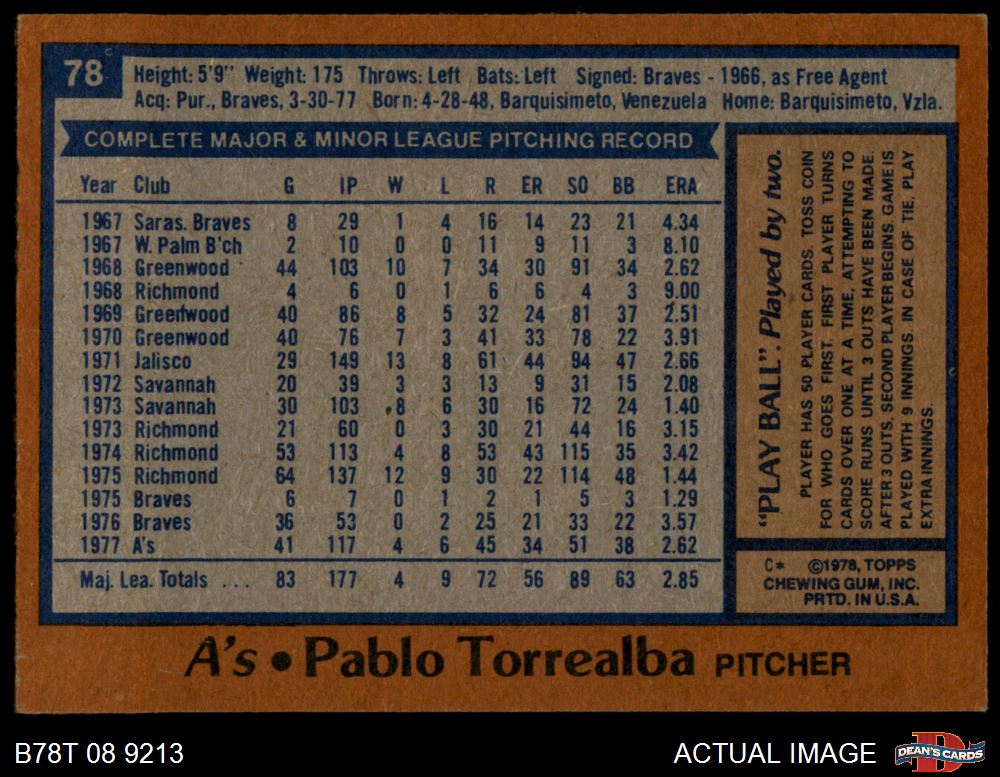 78
Height: 5'9" Weight: 175 Throws: Left Bats: Left Signed: Braves - 1966, as Free Agent
Acq: Pur., Braves, 3-30-77 Born: 4-28-48, Barquisimeto, Venezuela Home: Barquisimeto, Vzla.
COMPLETE MAJOR & MINOR LEAGUE PITCHING RECORD
Year Club G IP W L R ER SO BB ERA
1967 Saras. Braves 8 29 1 4 16 14 23 21 4.34
1967 W. Palm B'ch 2 10 0 0 11 9 11 3 8.10
1968 Greenwood 44 103 10 7 34 30 91 34 2.62
1968 Richmond 4 6 0 1 6 6 4 3 9.00
1969 Greenwood 40 86 8 5 32 24 81 37 2.51
1970 Greenwood 40 76 7 3 41 33 78 22 3.91
1971 Jalisco 29 149 13 8 61 44 94 47 2.66
1972 Savannah 20 39 3 3 13 9 31 15 2.08
1973 Savannah 30 103 8 6 30 16 72 24 1.40
1973 Richmond 21 60 0 3 30 21 44 16 3.15
1974 Richmond 53 113 4 8 53 43 115 35 3.42
1975 Richmond 64 137 12 9 30 22 114 48 1.44
1975 Braves 6 7 0 1 2 1 5 3 1.29
1976 Braves 36 53 0 2 25 21 33 22 3.57
1977 A's 41 117 4 6 45 34 51 38 2.62
Maj. Lea. Totals ... 83 177 4 9 72 56 89 63 2.85
"PLAY BALL". Played by two.
PLAYER HAS 50 PLAYER CARDS. TOSS COIN
FOR WHO GOES FIRST. FIRST PLAYER TURNS
CARDS OVER ONE AT A TIME, ATTEMPTING TO
SCORE RUNS UNTIL 3 OUTS HAVE BEEN MADE.
AFTER 3 OUTS, SECOND PLAYER BEGINS. GAME IS
PLAYED WITH 9 INNINGS. IN CASE OF TIE, PLAY
EXTRA INNINGS.
C* ©1978, TOPPS
CHEWING GUM, INC.
PRTD. IN U.S.A.
A's • Pablo Torrealba PITCHER
B78T 08 9213
ACTUAL IMAGE
D
DEAN'S CARDS